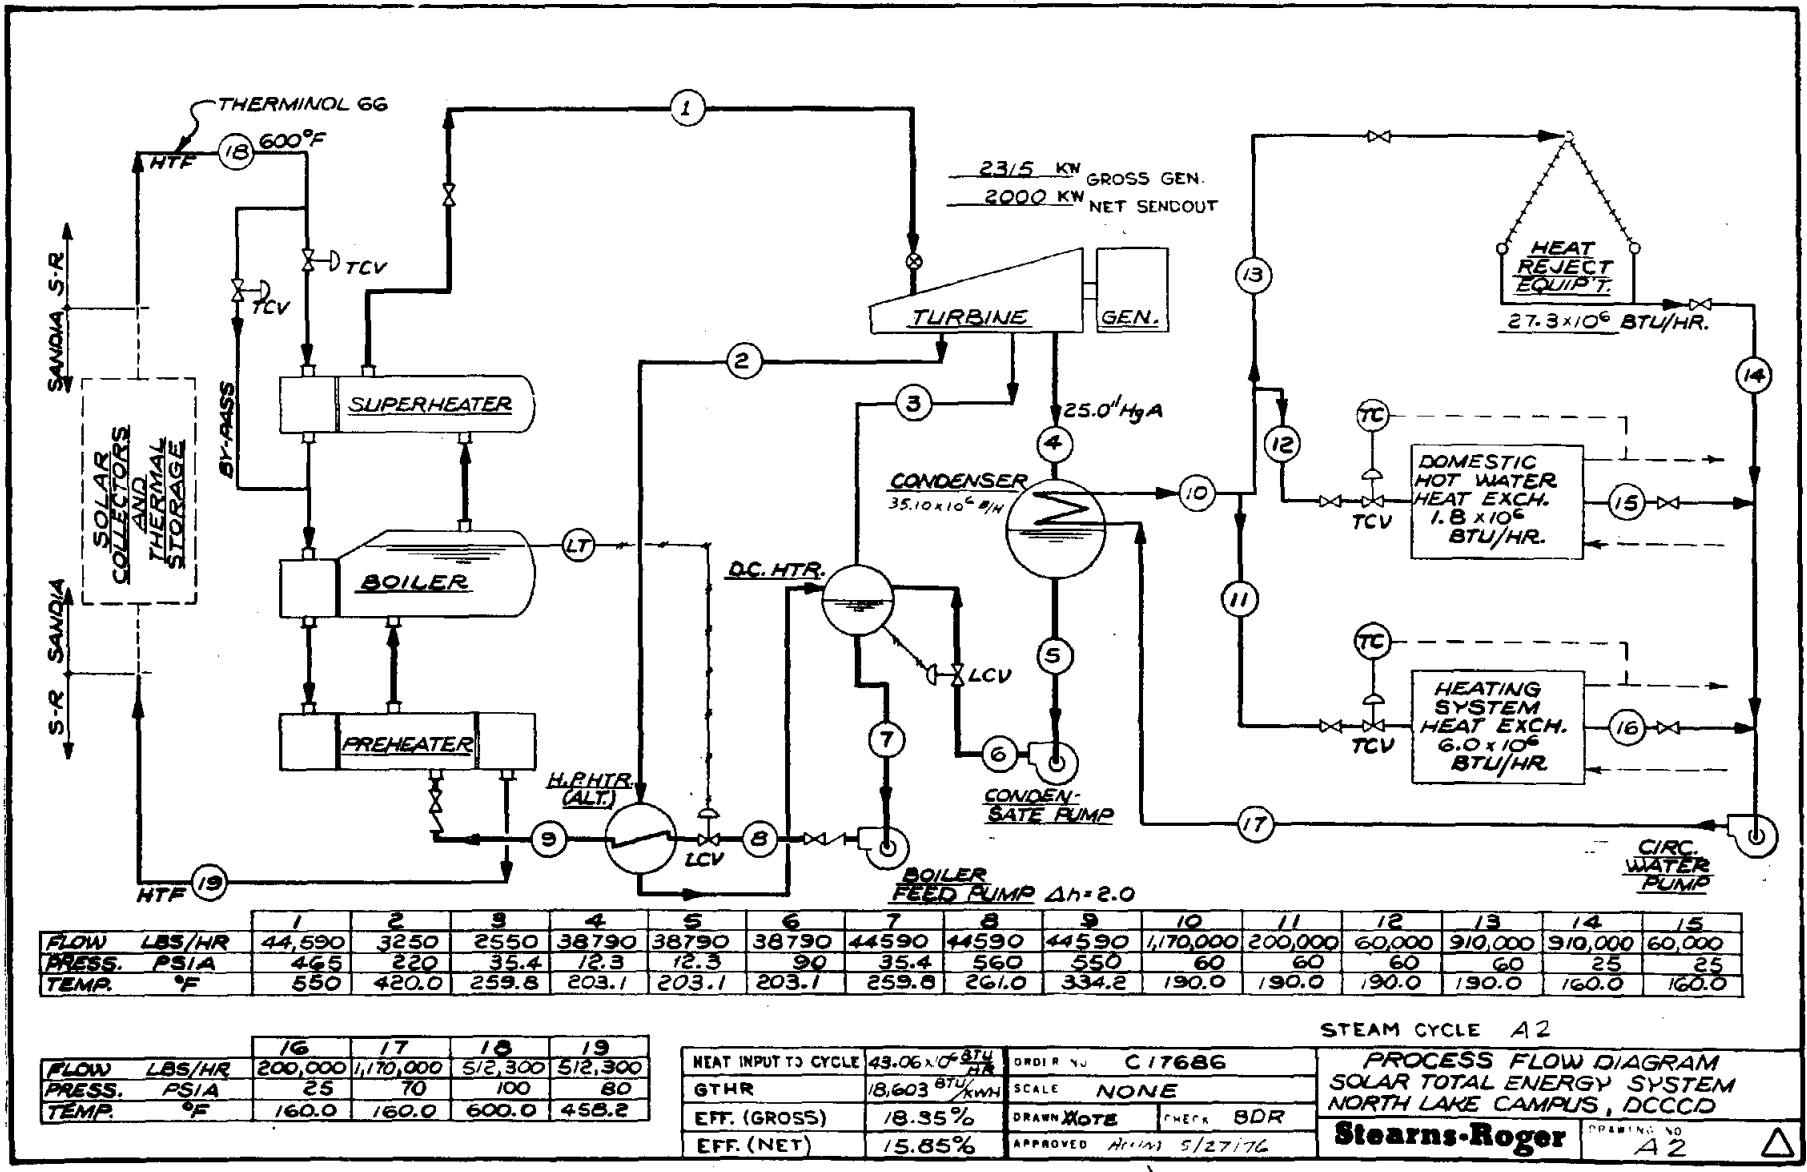 THERMINOL 66
HTF
18
600°F
1
2315 KW GROSS GEN.
2000 KW NET SENDOUT
S-R
SANDIA
TCV
TCV
BY-PASS
SOLAR
COLLECTORS
AND
THERMAL
STORAGE
SANDIA
S-R
SUPERHEATER
BOILER
PREHEATER
LT
HTF
19
TURBINE
GEN.
2
3
25.0" HgA
4
CONDENSER
35.10x10⁶ B/H
D.C. HTR.
5
LCV
6
7
CONDEN-
SATE PUMP
H.P. HTR.
(ALT.)
9
LCV
8
BOILER
FEED PUMP Δh=2.0
10
11
12
13
HEAT
REJECT
EQUIP'T.
27.3x10⁶ BTU/HR.
14
TC
TCV
DOMESTIC
HOT WATER
HEAT EXCH.
1.8 x10⁶
BTU/HR.
15
TC
TCV
HEATING
SYSTEM
HEAT EXCH.
6.0 x10⁶
BTU/HR.
16
17
CIRC.
WATER
PUMP
1 2 3 4 5 6 7 8 9 10 11 12 13 14 15
FLOW LBS/HR 44,590 3250 2550 38790 38790 38790 44590 44590 44590 1,170,000 200,000 60,000 910,000 910,000 60,000
PRESS. PSIA 465 220 35.4 12.3 12.3 90 35.4 560 550 60 60 60 60 25 25
TEMP. °F 550 420.0 259.8 203.1 203.1 203.1 259.8 261.0 334.2 190.0 190.0 190.0 190.0 160.0 160.0
16 17 18 19
FLOW LBS/HR 200,000 1,170,000 512,300 512,300
PRESS. PSIA 25 70 100 80
TEMP. °F 160.0 160.0 600.0 458.2
HEAT INPUT TO CYCLE 43.06x10⁶ BTU/HR
GTHR 18,603 BTU/KWH
EFF. (GROSS) 18.35%
EFF. (NET) 15.85%
ORDER NO C17686
SCALE NONE
DRAWN CHECK BDR
APPROVED 5/27/76
STEAM CYCLE A2
PROCESS FLOW DIAGRAM
SOLAR TOTAL ENERGY SYSTEM
NORTH LAKE CAMPUS, DCCCD
Stearns-Roger
DRAWING NO
A2